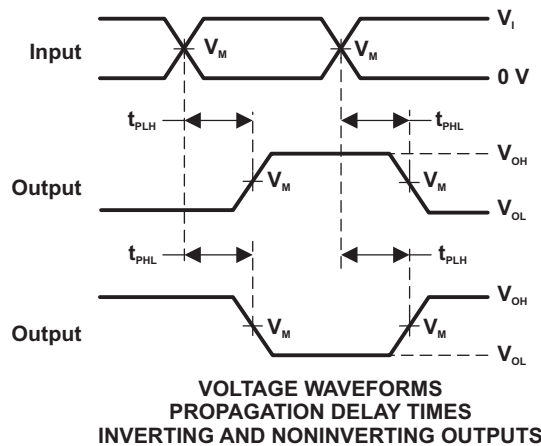 V_I
Input
V_M
V_M
0 V
t_PLH
t_PHL
V_OH
Output
V_M
V_M
V_OL
t_PHL
t_PLH
V_OH
Output
V_M
V_M
V_OL
VOLTAGE WAVEFORMS
PROPAGATION DELAY TIMES
INVERTING AND NONINVERTING OUTPUTS